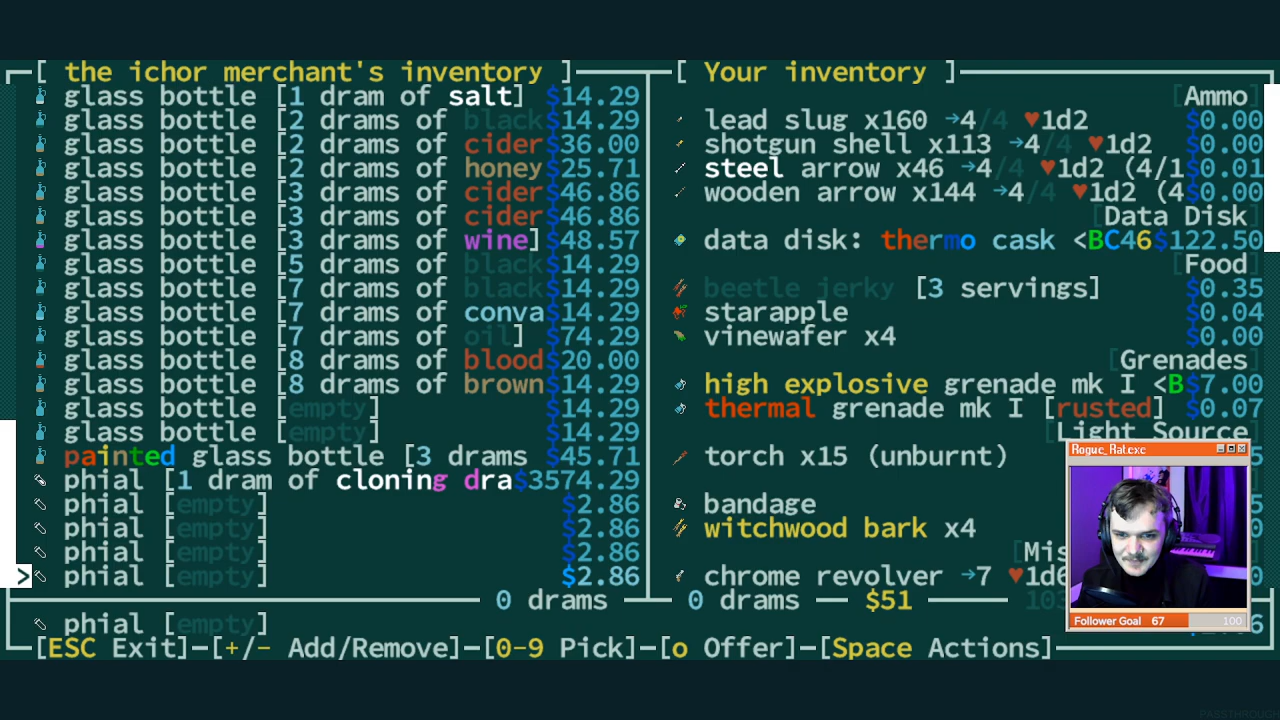 [ the ichor merchant's inventory ]
glass bottle [1 dram of salt] $14.29
glass bottle [2 drams of black $14.29
glass bottle [2 drams of cider $36.00
glass bottle [2 drams of honey $25.71
glass bottle [3 drams of cider $46.86
glass bottle [3 drams of cider $46.86
glass bottle [3 drams of wine] $48.57
glass bottle [5 drams of black $14.29
glass bottle [7 drams of black $14.29
glass bottle [7 drams of conva $14.29
glass bottle [7 drams of oil] $74.29
glass bottle [8 drams of blood $20.00
glass bottle [8 drams of brown $14.29
glass bottle [empty] $14.29
glass bottle [empty] $14.29
painted glass bottle [3 drams $45.71
phial [1 dram of cloning dra$3574.29
phial [empty] $2.86
phial [empty] $2.86
phial [empty] $2.86
> phial [empty] $2.86
0 drams
phial [empty]
[ Your inventory ]
[Ammo]
lead slug x160 →4/4 ♥1d2 $0.00
shotgun shell x113 →4/4 ♥1d2 $0.00
steel arrow x46 →4/4 ♥1d2 (4/1$0.01
wooden arrow x144 →4/4 ♥1d2 (4$0.00
[Data Disk]
data disk: thermo cask <BC46$122.50
[Food]
beetle jerky [3 servings] $0.35
starapple $0.04
vinewafer x4 $0.00
[Grenades]
high explosive grenade mk I <B$7.00
thermal grenade mk I [rusted] $0.07
[Light Source
torch x15 (unburnt)
bandage
witchwood bark x4
[Mis
chrome revolver →7 ♥1d6
0 drams $51
[ESC Exit]-[+/- Add/Remove]-[0-9 Pick]-[o Offer]-[Space Actions]
Rogue_Rat.exe
Follower Goal 67 100